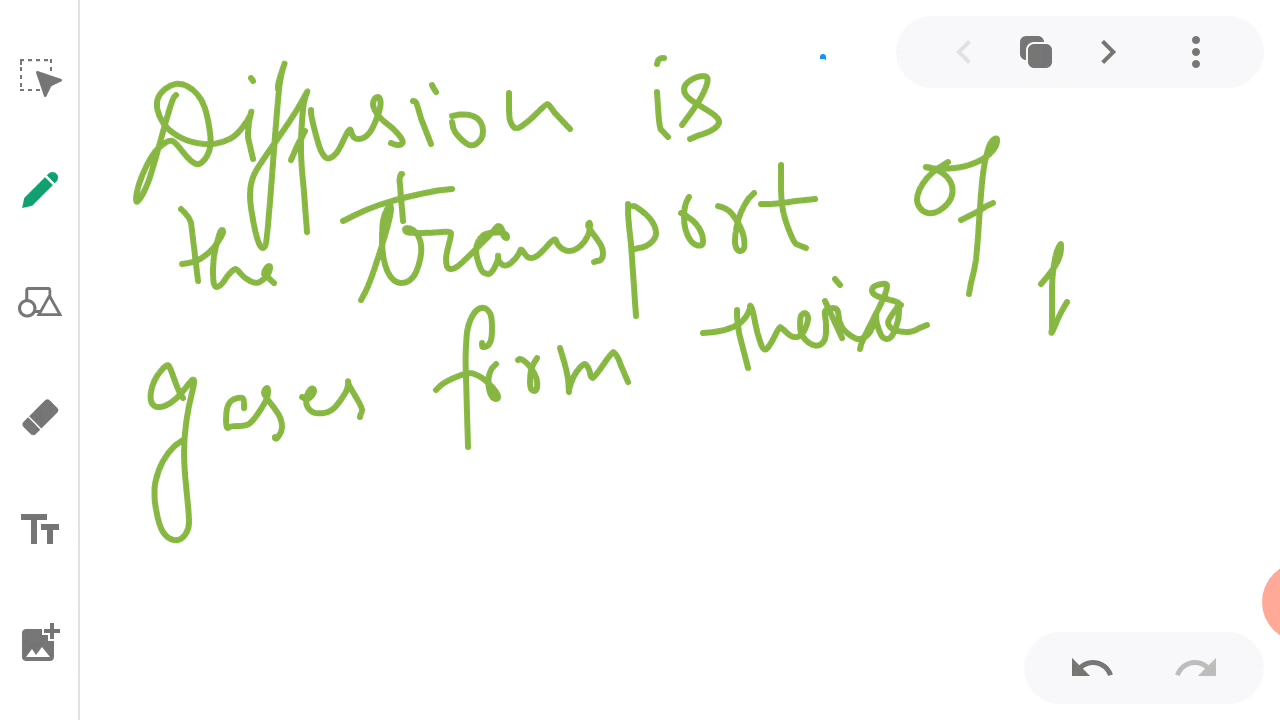 Diffusion is
the transport of
gases from their